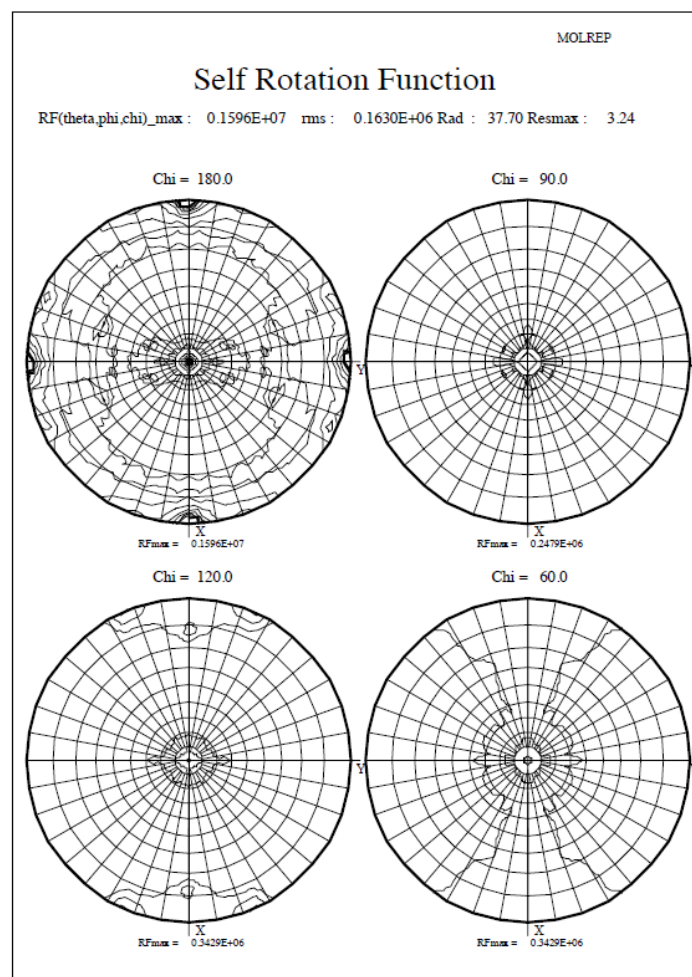 MOLREP
Self Rotation Function
RF(theta,phi,chi)_max : 0.1596E+07 rms : 0.1630E+06 Rad : 37.70 Resmax : 3.24
Chi = 180.0 Chi = 90.0
Y
X X
RFmax = 0.1596E+07 RFmax = 0.2479E+06
Chi = 120.0 Chi = 60.0
Y
X X
RFmax = 0.3429E+06 RFmax = 0.3429E+06